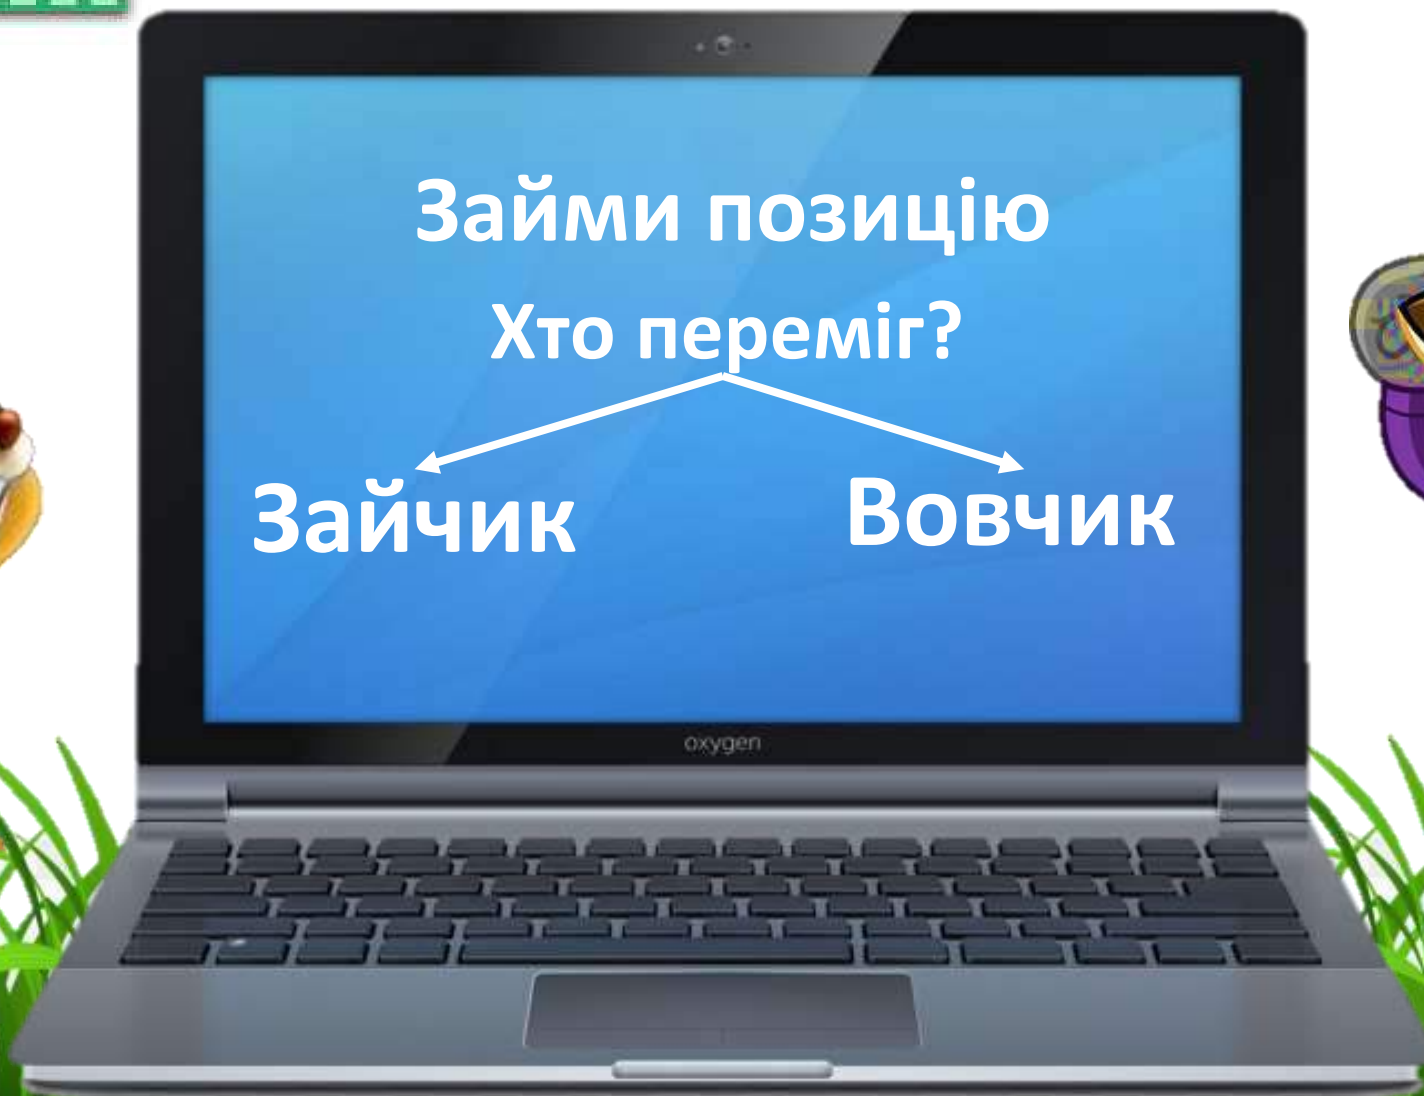 Займи позицію
Хто переміг?
Зайчик
Вовчик
oxygen